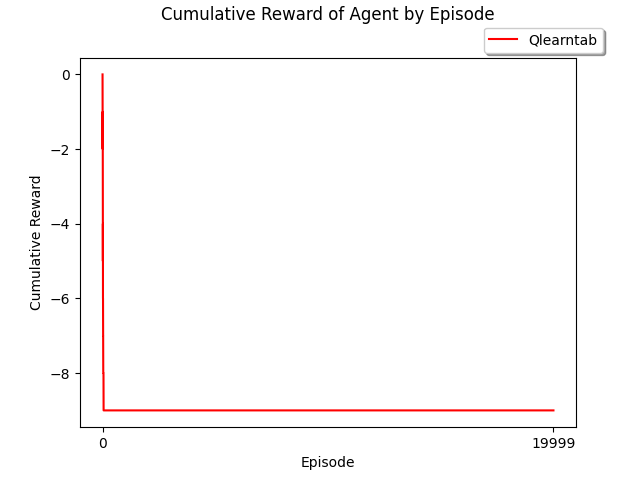 Cumulative Reward of Agent by Episode
Qlearntab
0
−2
−4
−6
−8
Cumulative Reward
0
19999
Episode